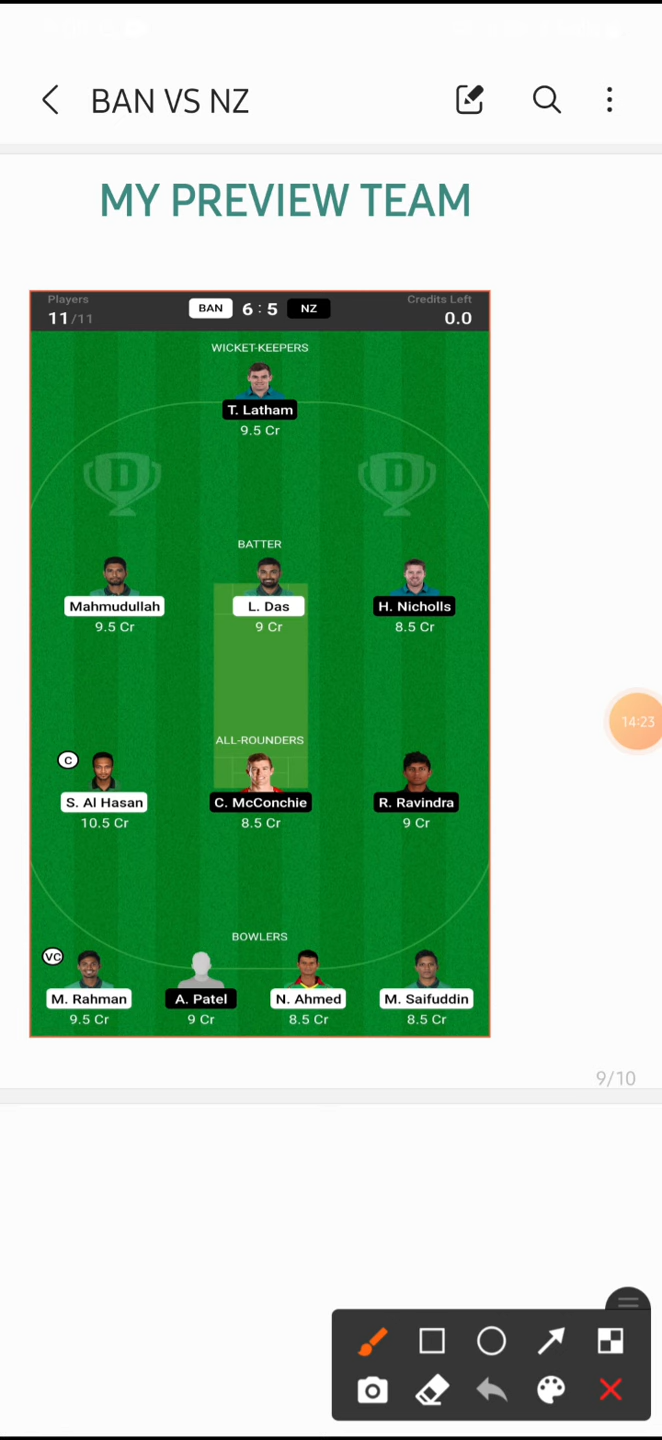 BAN VS NZ
MY PREVIEW TEAM
Players
11/11
BAN 6 : 5 NZ
Credits Left
0.0
WICKET-KEEPERS
T. Latham
9.5 Cr
D D
BATTER
Mahmudullah L. Das H. Nicholls
9.5 Cr 9 Cr 8.5 Cr
14:23
ALL-ROUNDERS
C
S. Al Hasan C. McConchie R. Ravindra
10.5 Cr 8.5 Cr 9 Cr
BOWLERS
VC
M. Rahman A. Patel N. Ahmed M. Saifuddin
9.5 Cr 9 Cr 8.5 Cr 8.5 Cr
9/10